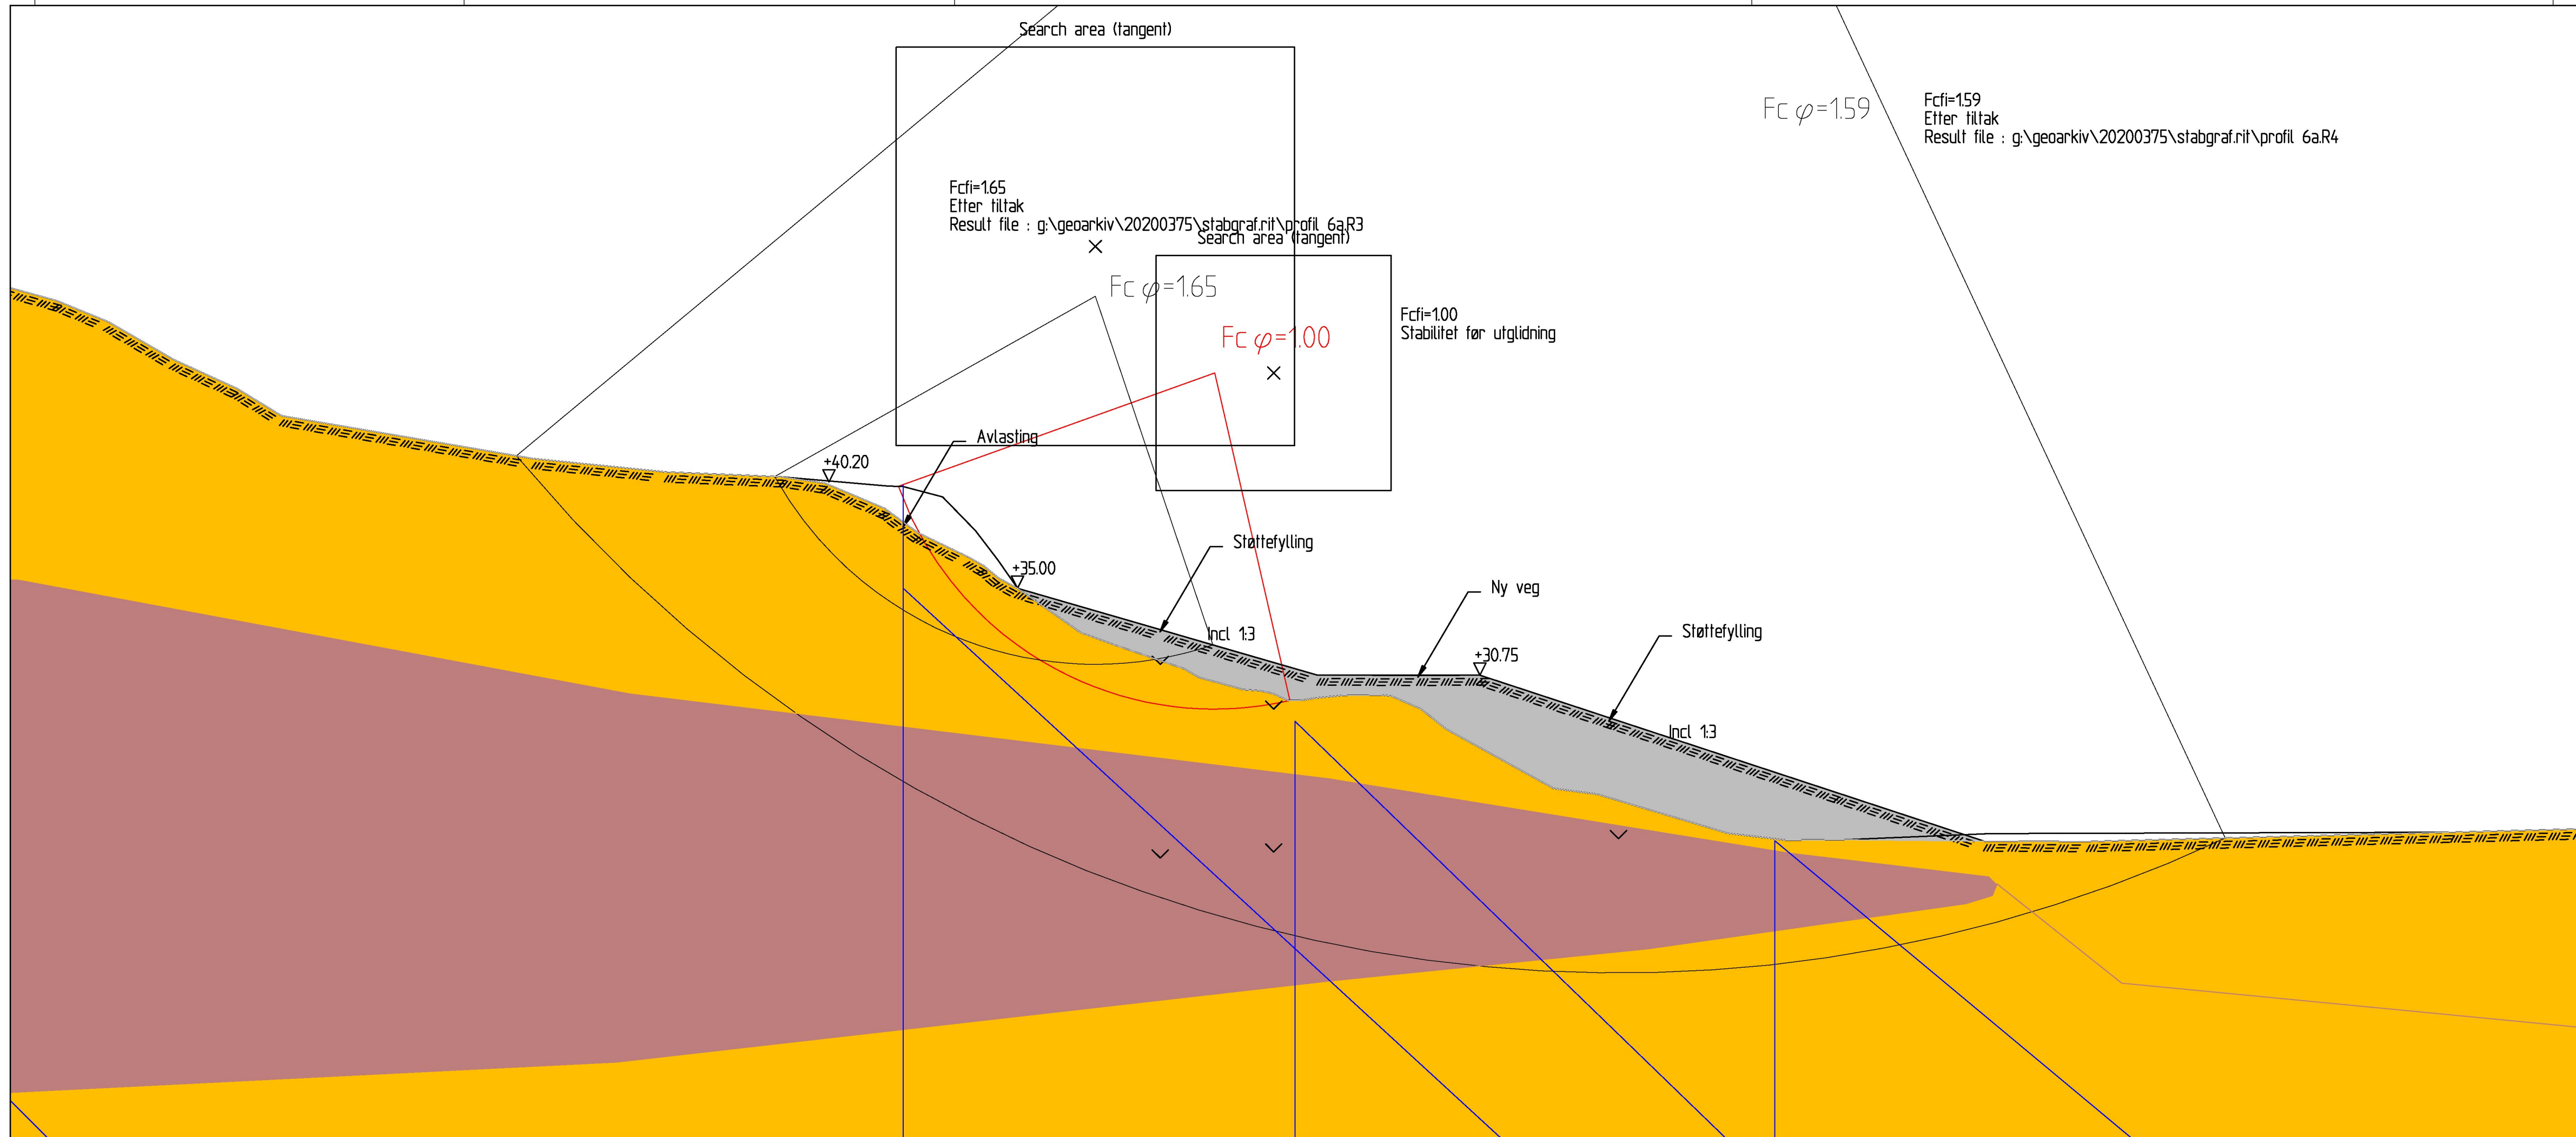 Search area (tangent)
Fc φ=1.59
Fcfi=1.59
Etter tiltak
Result file : g:\geoarkiv\20200375\stabgraf.rit\profil 6a.R4
Fcfi=1.65
Etter tiltak
Result file : g:\geoarkiv\20200375\stabgraf.rit\profil 6a.R3
Search area (tangent)
Fc φ=1.65
Fcfi=1.00
Stabilitet før utglidning
Fc φ=1.00
Avlasting
+40.20
Støttefylling
+35.00
Ny veg
Incl 1:3
Støttefylling
+30.75
Incl 1:3